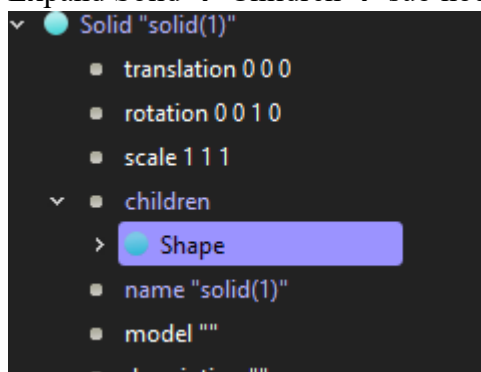 Solid "solid(1)"
translation 0 0 0
rotation 0 0 1 0
scale 1 1 1
children
Shape
name "solid(1)"
model ""